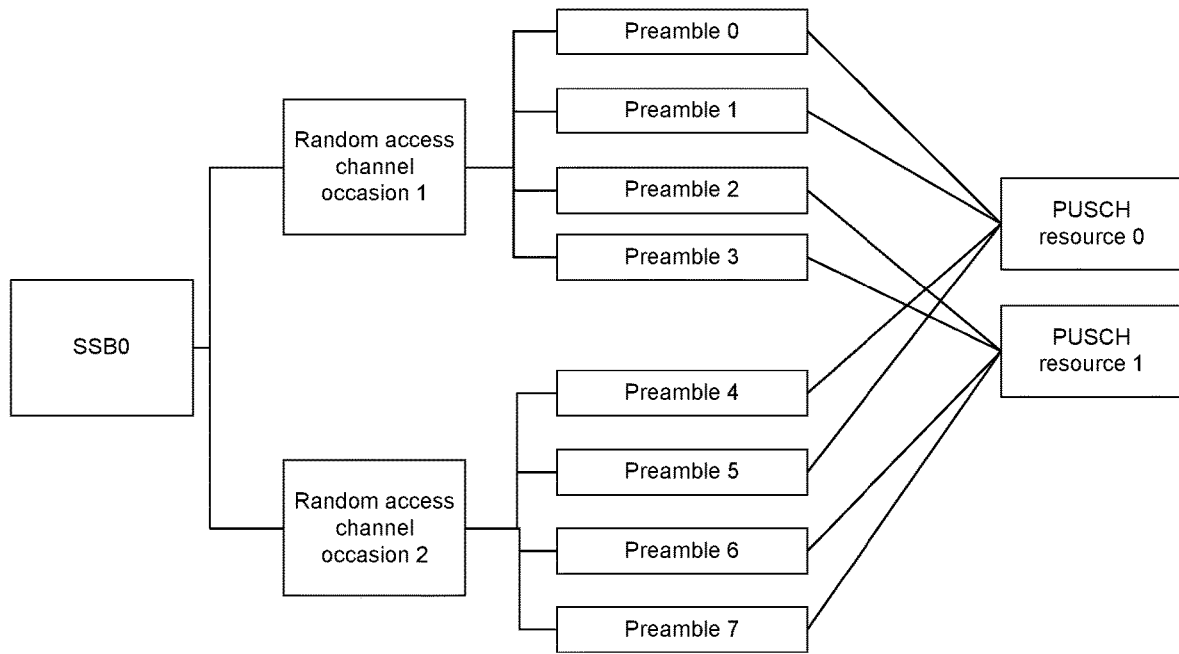 SSB0
Random access
channel
occasion 1
Random access
channel
occasion 2
Preamble 0
Preamble 1
Preamble 2
Preamble 3
Preamble 4
Preamble 5
Preamble 6
Preamble 7
PUSCH
resource 0
PUSCH
resource 1